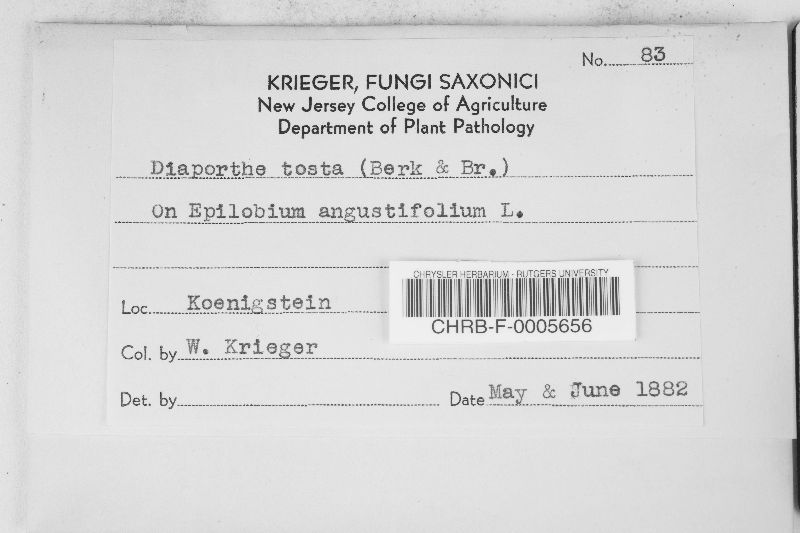 No. 83
KRIEGER, FUNGI SAXONICI
New Jersey College of Agriculture
Department of Plant Pathology
Diaporthe tosta (Berk & Br.)
On Epilobium angustifolium L.
CHRYSLER HERBARIUM - RUTGERS UNIVERSITY
CHRB-F-0005656
Loc. Koenigstein
Col. by W. Krieger
Det. by Date May & June 1882